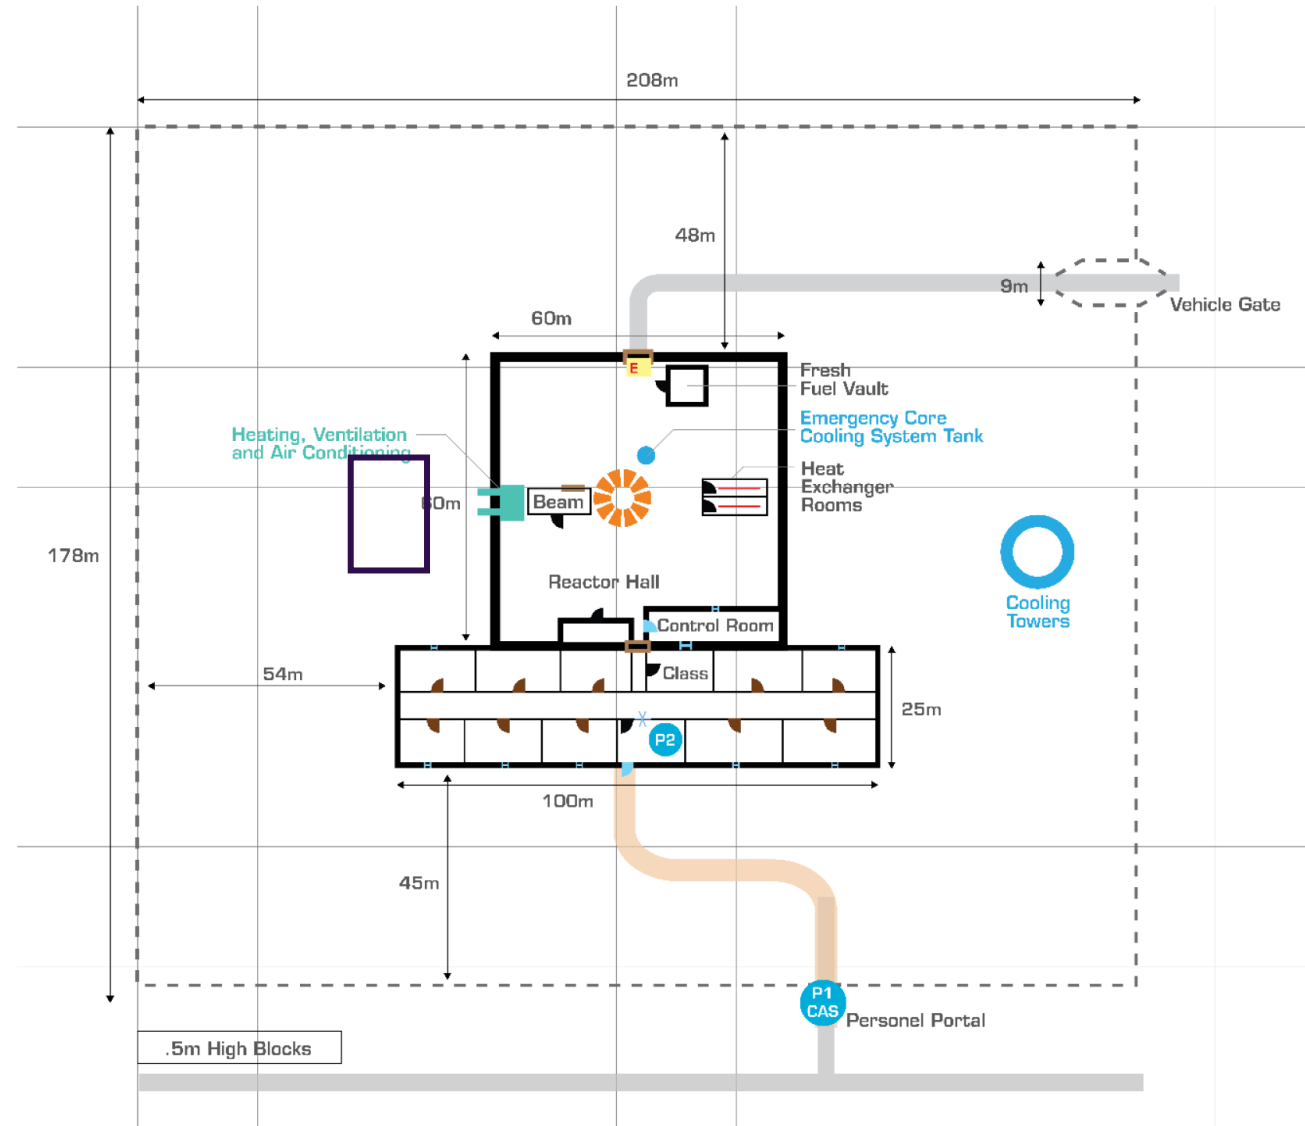 208m
48m
9m
Vehicle Gate
60m
E
Fresh
Fuel Vault
Emergency Core
Cooling System Tank
Heating, Ventilation
and Air Conditioning
Heat
Exchanger
Rooms
60m
Beam
178m
Reactor Hall
Cooling
Towers
Control Room
Class
54m
25m
P2
100m
45m
P1
CAS
Personel Portal
.5m High Blocks